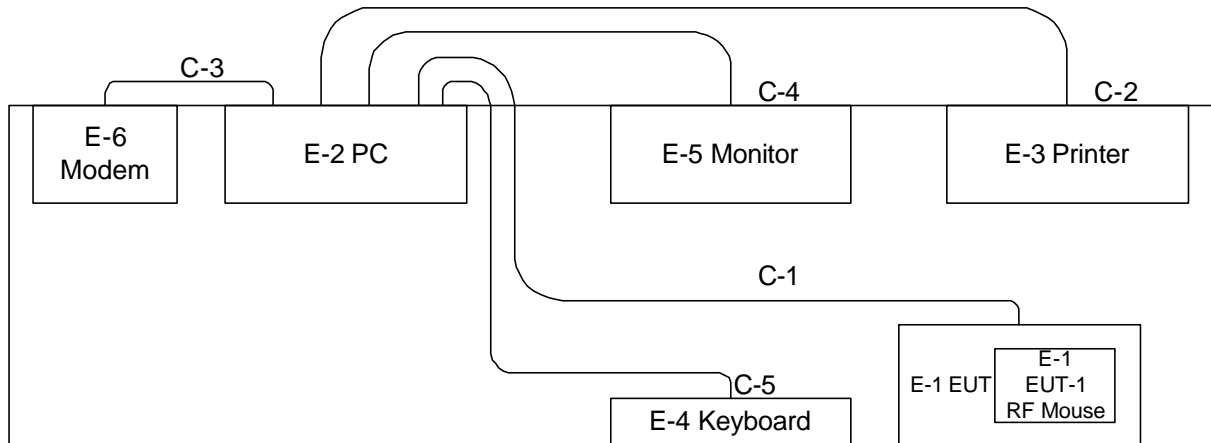 C-3
C-4
C-2
E-6
Modem
E-2 PC
E-5 Monitor
E-3 Printer
C-1
E-1 EUT
E-1
EUT-1
RF Mouse
C-5
E-4 Keyboard